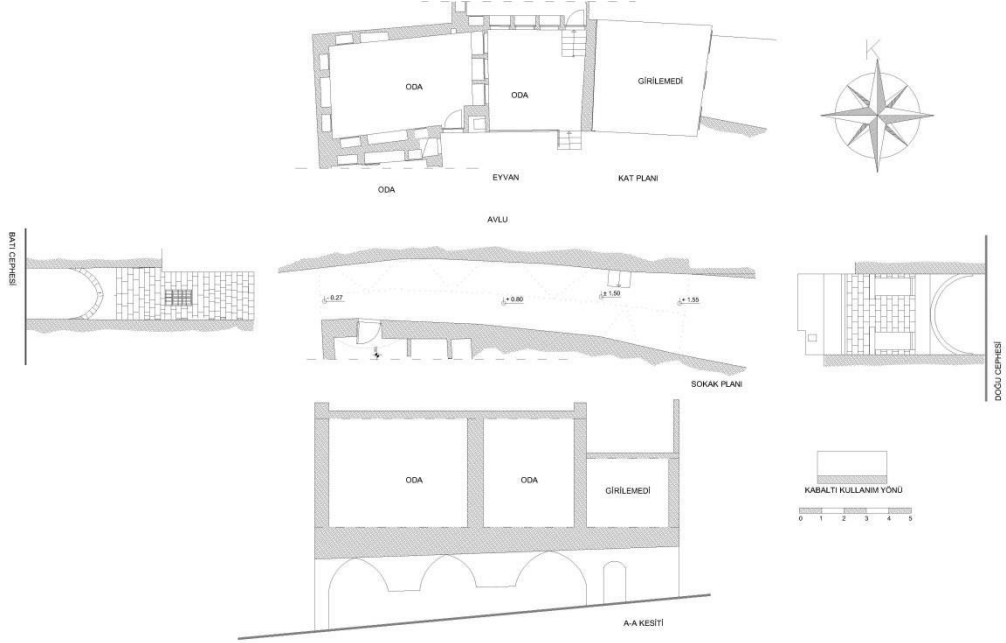 K
ODA
ODA
GİRİLEMEDİ
EYVAN
KAT PLANI
ODA
AVLU
BATI CEPHESİ
- 0.27
+ 0.80
± 1.50
+ 1.55
SOKAK PLANI
DOĞU CEPHESİ
ODA
ODA
GİRİLEMEDİ
KABALTI KULLANIM YÖNÜ
0 1 2 3 4 5
A-A KESİTİ